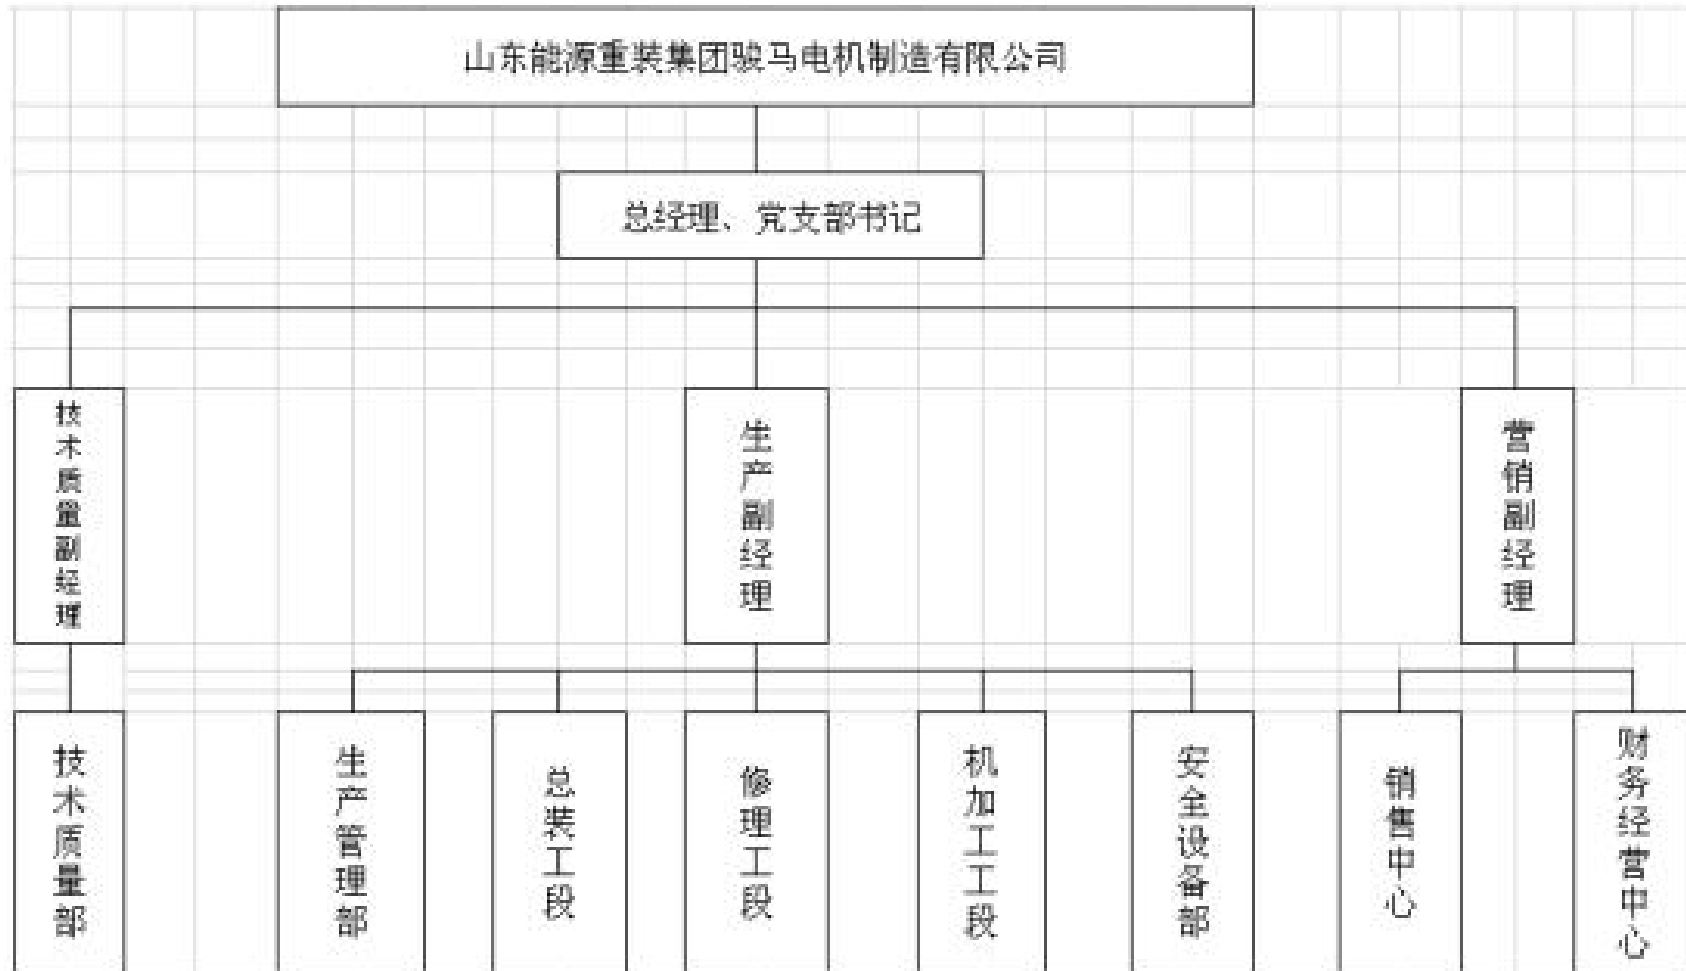 山东能源重装集团骏马电机制造有限公司
总经理、党支部书记
技术质量副经理
生产副经理
营销副经理
技术质量部
生产管理部
总装工段
修理工段
机加工工段
安全设备部
销售中心
财务经营中心